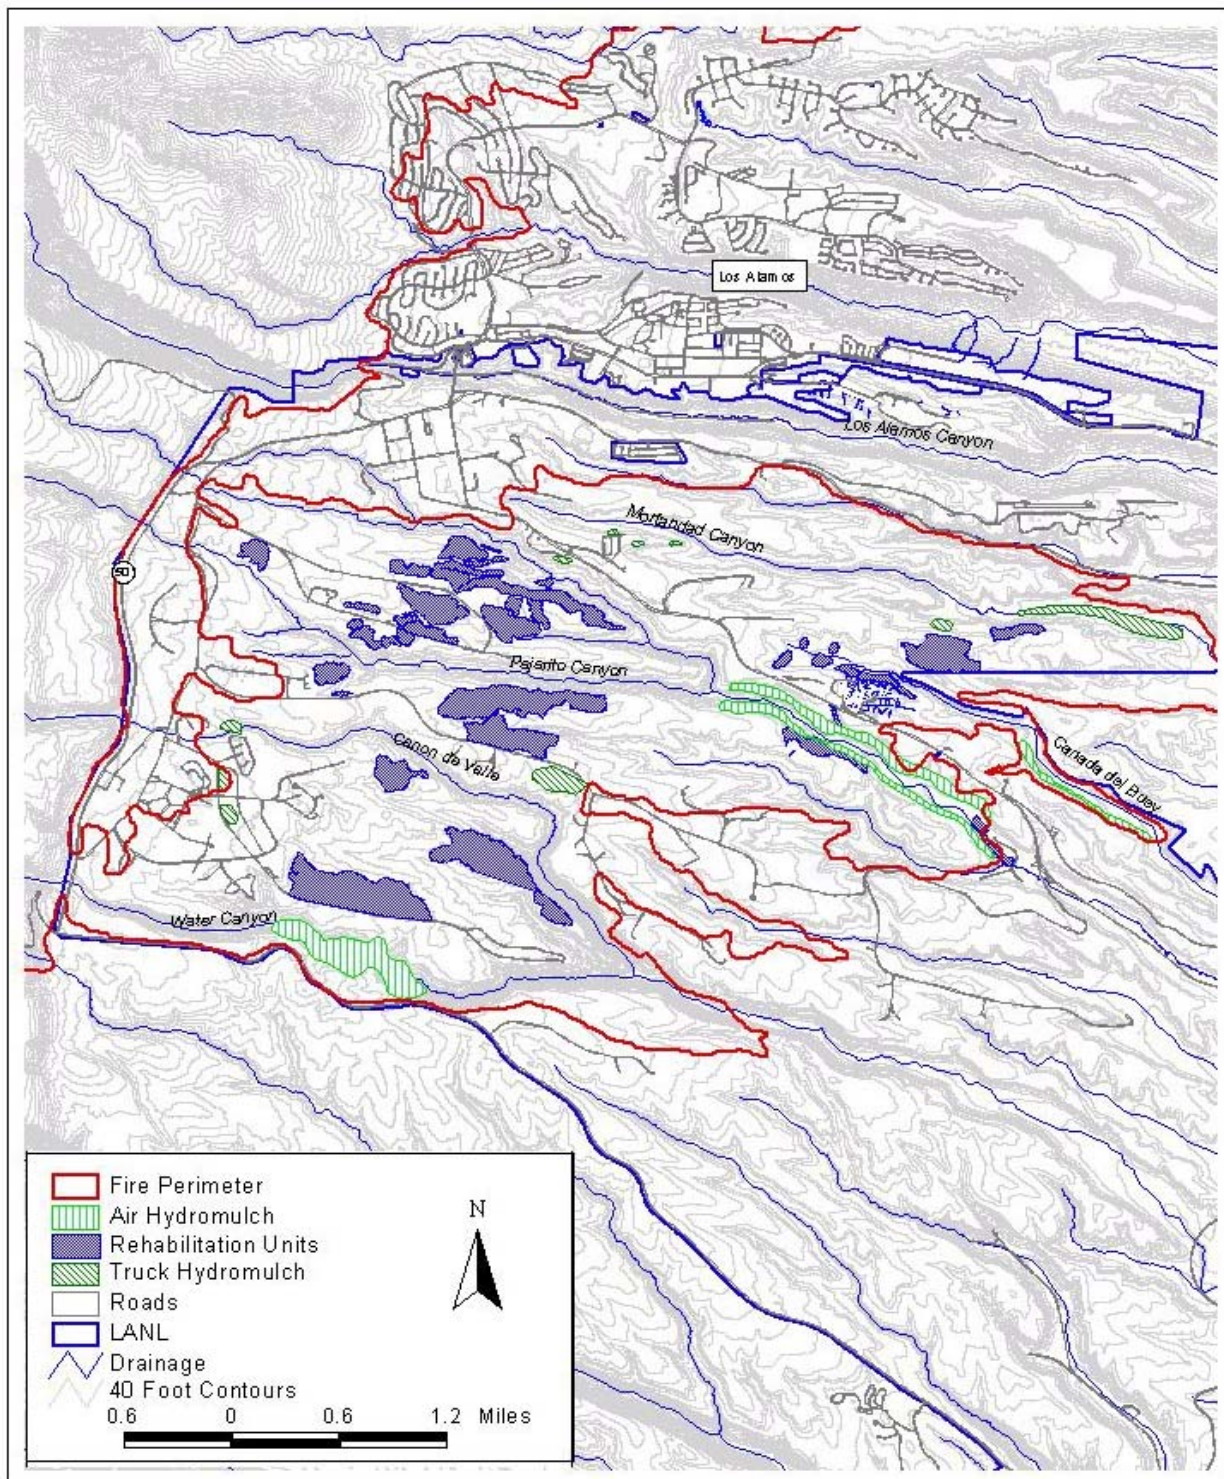 Los Alamos
Los Alamos Canyon
Mortandad Canyon
Pajarito Canyon
Cañada del Buey
Canon de Valle
Water Canyon
Fire Perimeter
Air Hydromulch
Rehabilitation Units
Truck Hydromulch
Roads
LANL
Drainage
40 Foot Contours
N
0.6 0 0.6 1.2 Miles